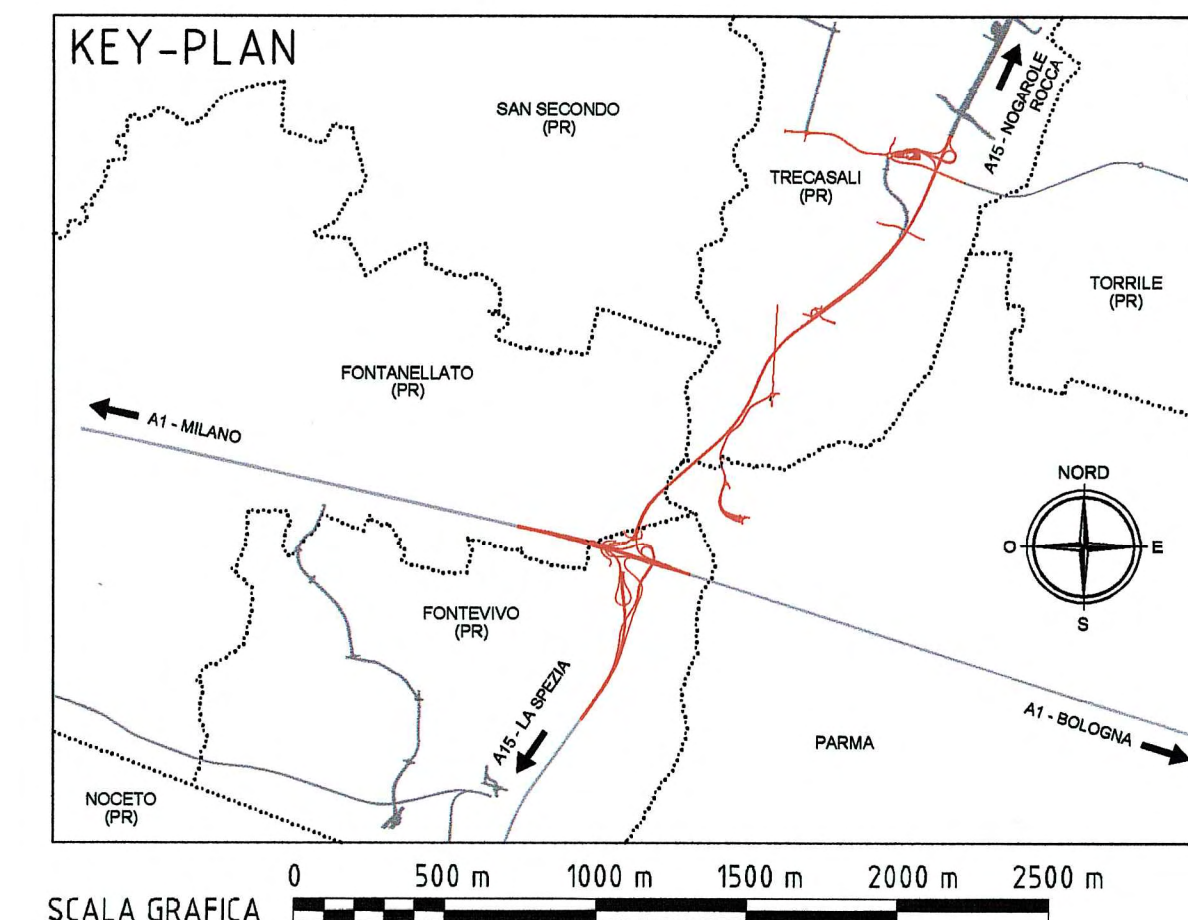 KEY-PLAN
SAN SECONDO
(PR)
A15 - NOGAROLE
ROCCA
TRECASALI
(PR)
TORRILE
(PR)
FONTANELLATO
(PR)
A1 - MILANO
NORD
O
E
S
FONTEVIVO
(PR)
A15 - LA SPEZIA
A1 - BOLOGNA
PARMA
NOCETO
(PR)
0 500 m 1000 m 1500 m 2000 m 2500 m
SCALA GRAFICA